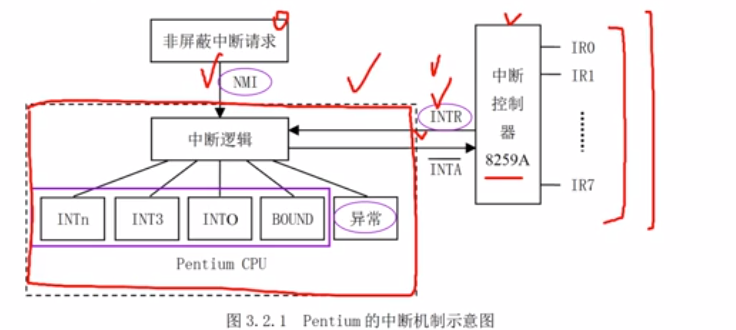 非屏蔽中断请求
NMI
中断逻辑
INTn
INT3
INTO
BOUND
异常
Pentium CPU
INTR
INTA
中断
控制
器
8259A
IR0
IR1
IR7
图 3.2.1 Pentium 的中断机制示意图